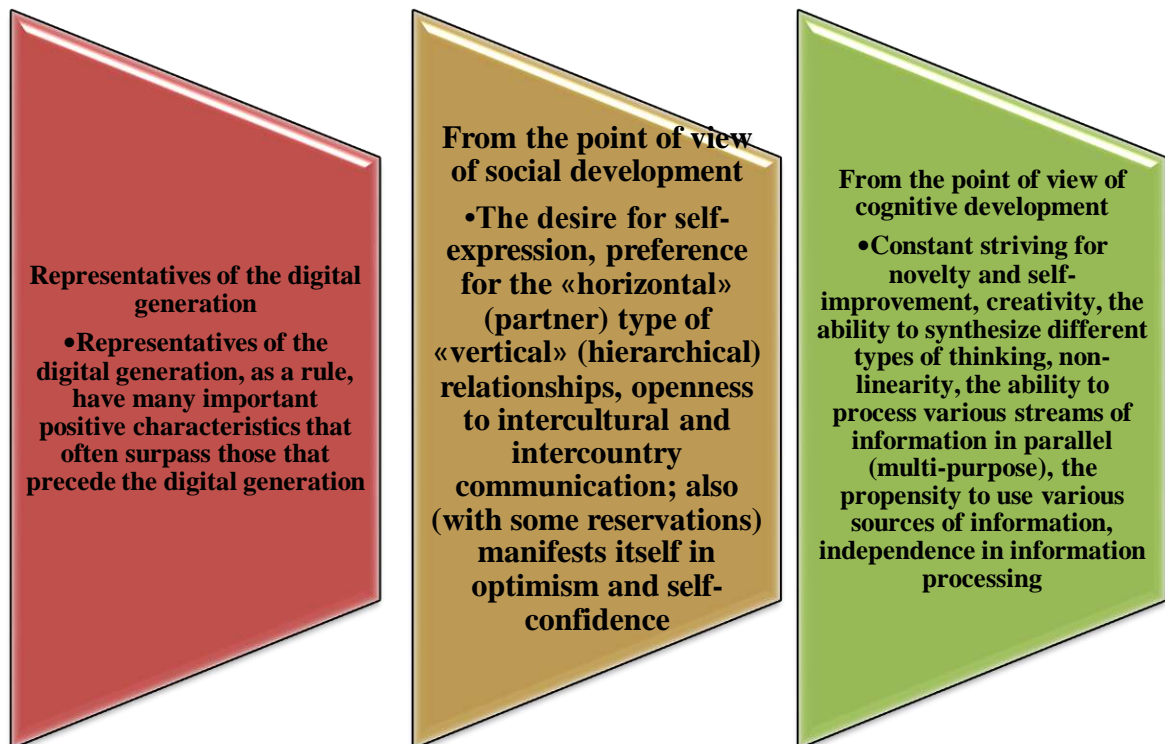 Representatives of the digital
generation
•Representatives of the
digital generation, as a rule,
have many important
positive characteristics that
often surpass those that
precede the digital generation
From the point of view
of social development
•The desire for self-
expression, preference
for the «horizontal»
(partner) type of
«vertical» (hierarchical)
relationships, openness
to intercultural and
intercountry
communication; also
(with some reservations)
manifests itself in
optimism and self-
confidence
From the point of view of
cognitive development
•Constant striving for
novelty and self-
improvement, creativity, the
ability to synthesize different
types of thinking, non-
linearity, the ability to
process various streams of
information in parallel
(multi-purpose), the
propensity to use various
sources of information,
independence in information
processing